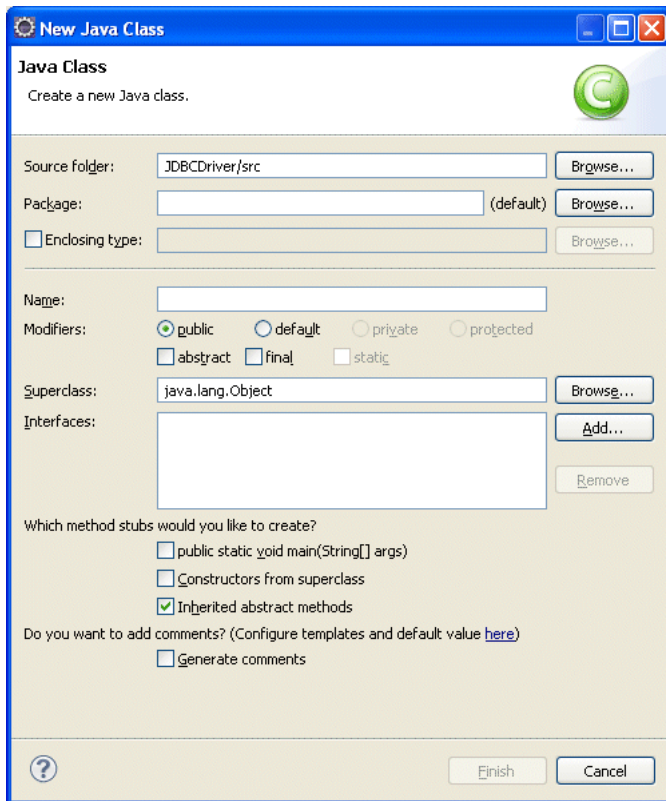 New Java Class
Java Class
Create a new Java class.
Source folder: JDBCDriver/src Browse...
Package: (default) Browse...
Enclosing type: Browse...
Name:
Modifiers: public default private protected
abstract final static
Superclass: java.lang.Object Browse...
Interfaces: Add...
Remove
Which method stubs would you like to create?
public static void main(String[] args)
Constructors from superclass
Inherited abstract methods
Do you want to add comments? (Configure templates and default value here)
Generate comments
? Finish Cancel